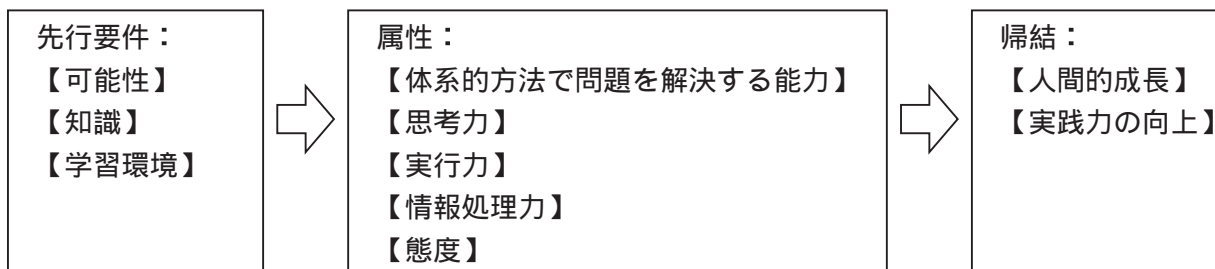 先行要件：
【可能性】
【知識】
【学習環境】
属性：
【体系的方法で問題を解決する能力】
【思考力】
【実行力】
【情報処理力】
【態度】
帰結：
【人間的成長】
【実践力の向上】